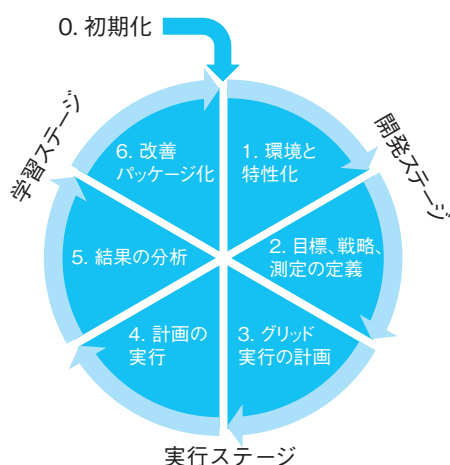 0. 初期化
1. 環境と
特性化
開発ステージ
2. 目標、戦略、
測定の定義
3. グリッド
実行の計画
実行ステージ
4. 計画の
実行
5. 結果の分析
学習ステージ
6. 改善
パッケージ化